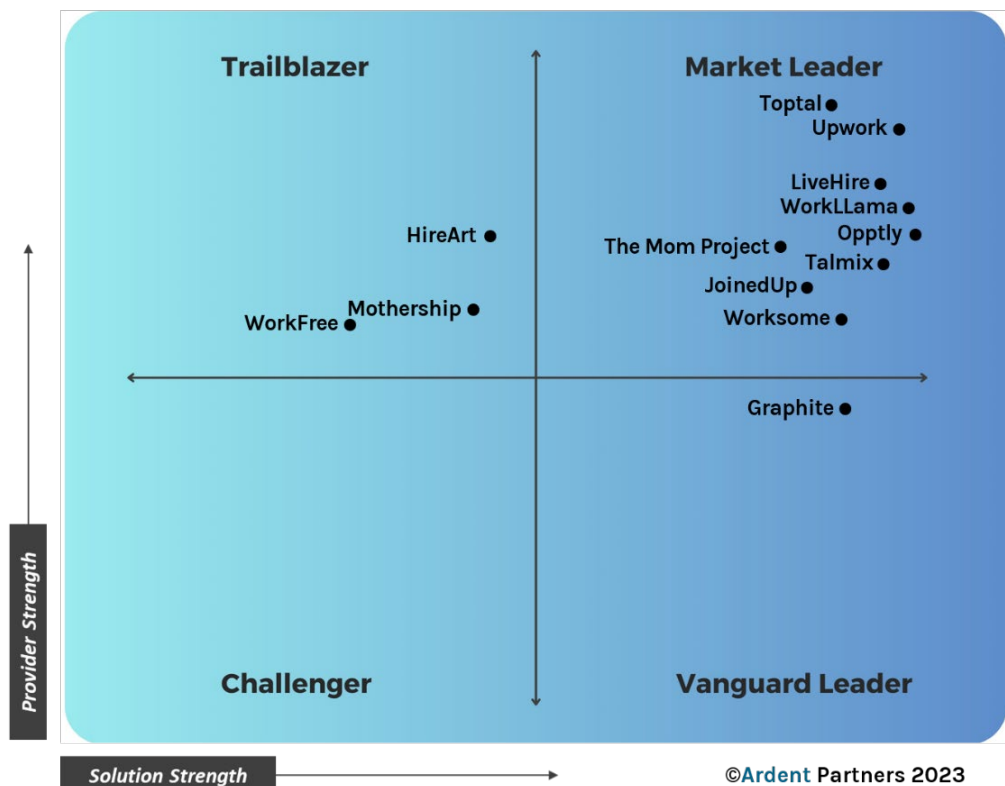 Trailblazer
Market Leader
Toptal
Upwork
LiveHire
WorkLLama
HireArt
Opptly
The Mom Project
Talmix
JoinedUp
Mothership
WorkFree
Worksome
Graphite
Provider Strength
Challenger
Vanguard Leader
Solution Strength
©Ardent Partners 2023